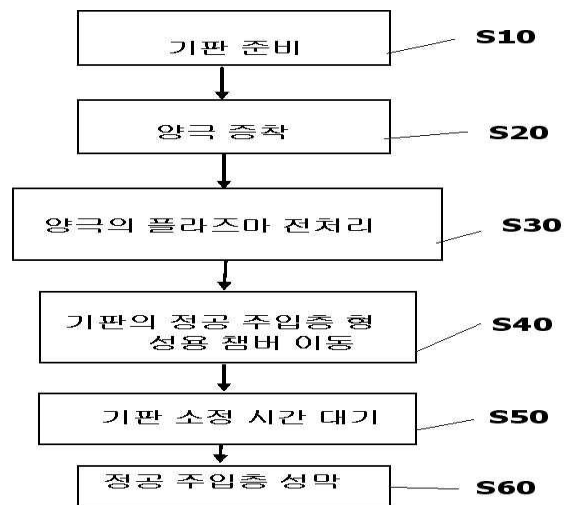 기판 준비
S10
양극 증착
S20
양극의 플라즈마 전처리
S30
기판의 정공 주입층 형
성용 챔버 이동
S40
기판 소정 시간 대기
S50
정공 주입층 성막
S60